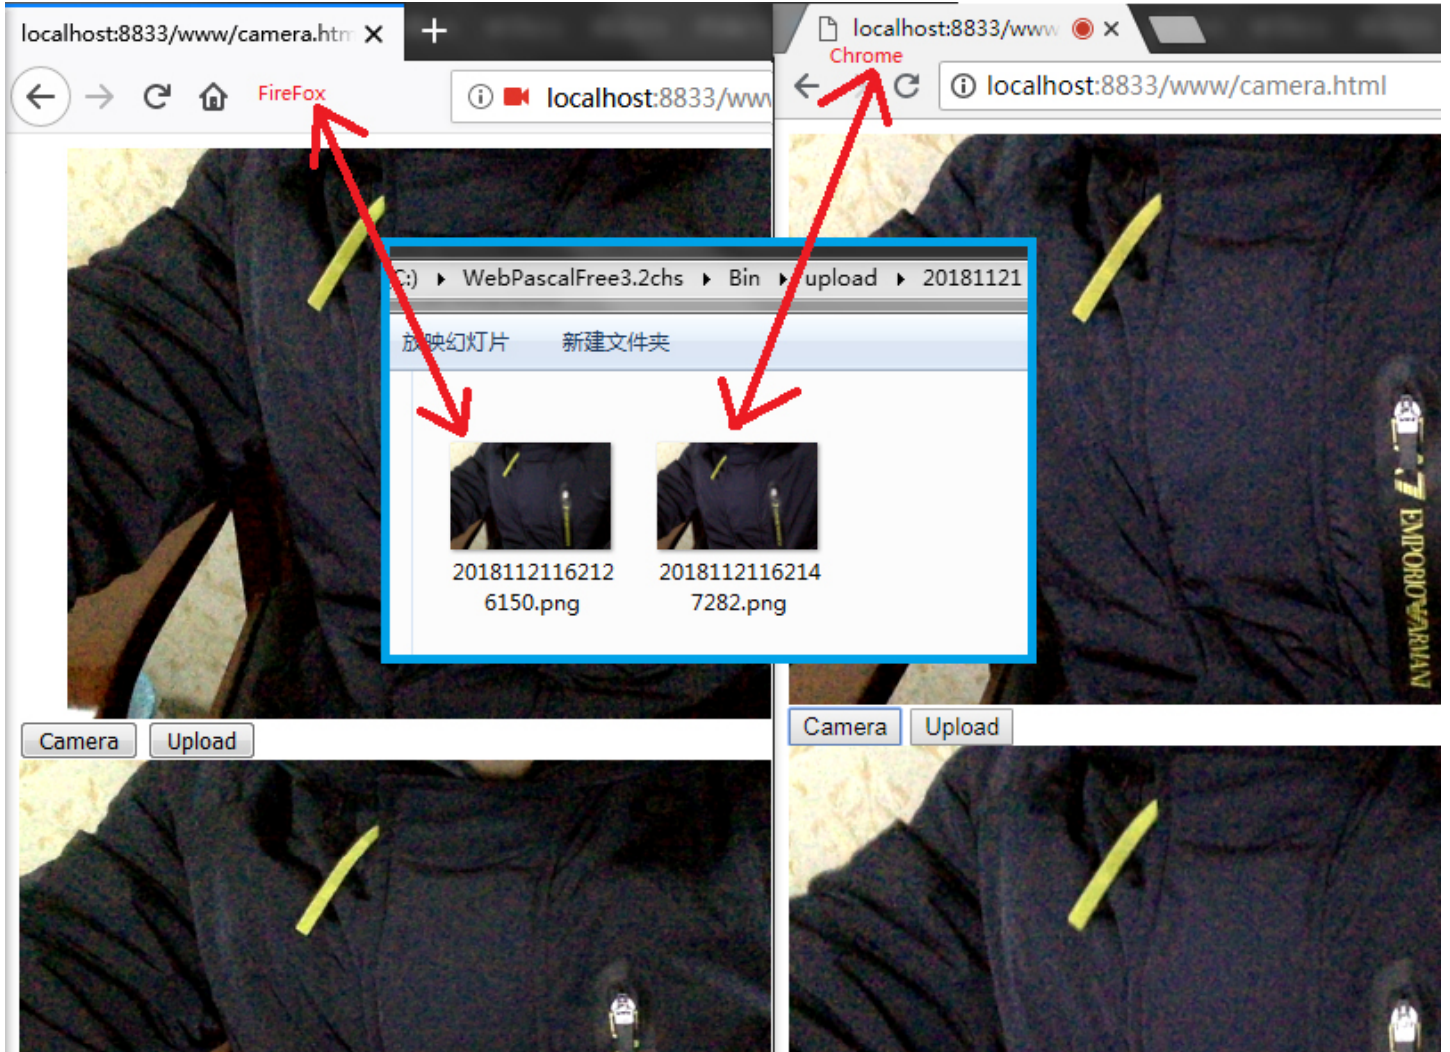 localhost:8833/www/camera.htm
localhost:8833/www
FireFox
Chrome
localhost:8833/www
localhost:8833/www/camera.html
C:) WebPascalFree3.2chs Bin upload 20181121
放映幻灯片 新建文件夹
2018112116212
6150.png
2018112116214
7282.png
EMPORIO ARMANI
Camera Upload
Camera Upload